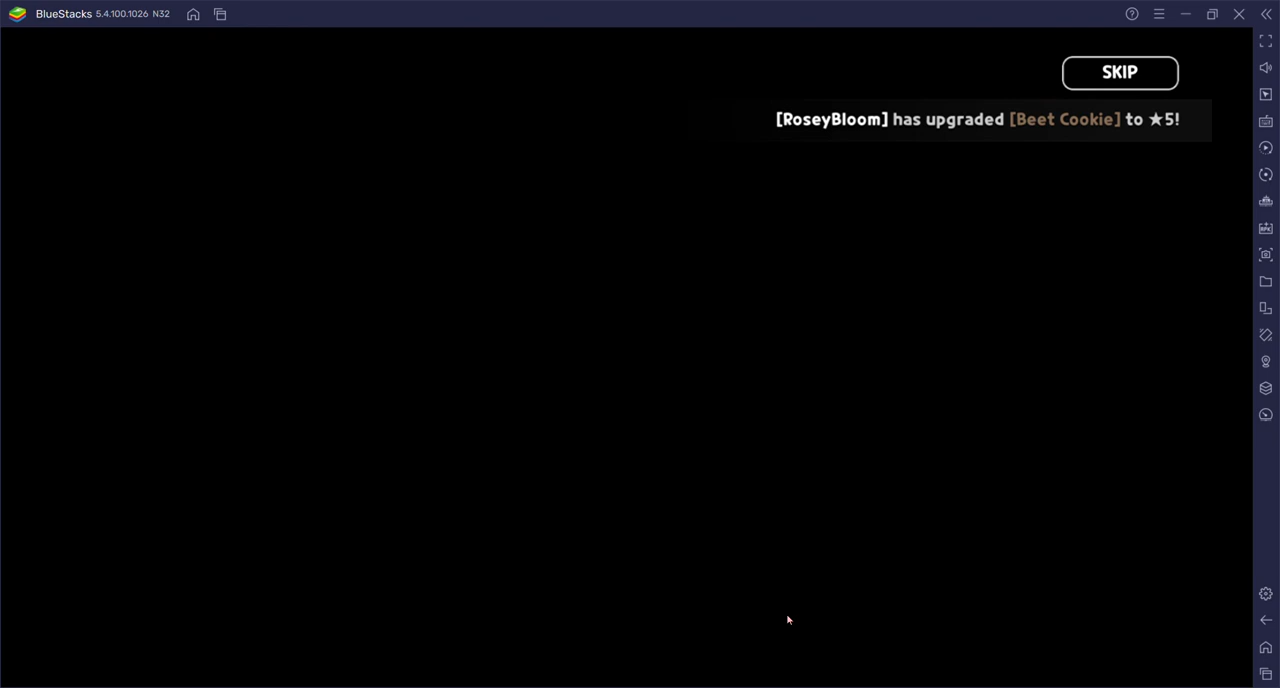 BlueStacks 5.4.100.1026 N32
SKIP
[RoseyBloom] has upgraded [Beet Cookie] to ★5!